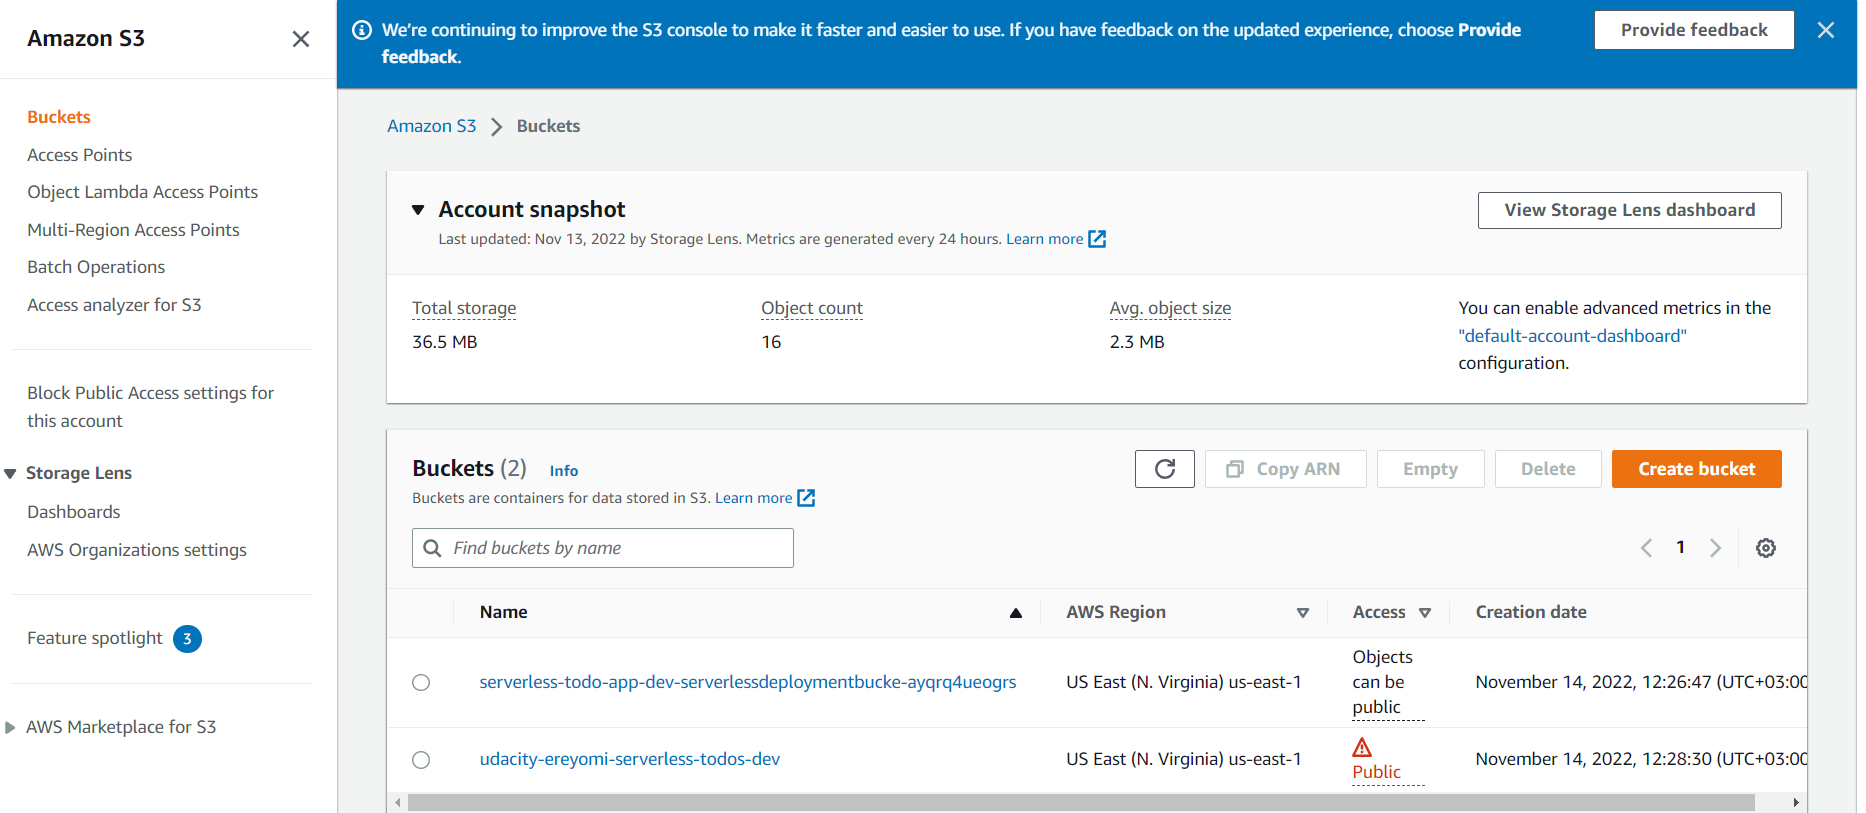 Amazon S3
We're continuing to improve the S3 console to make it faster and easier to use. If you have feedback on the updated experience, choose Provide
feedback.
Provide feedback
Buckets
Access Points
Object Lambda Access Points
Multi-Region Access Points
Batch Operations
Access analyzer for S3
Block Public Access settings for
this account
Storage Lens
Dashboards
AWS Organizations settings
Feature spotlight 3
AWS Marketplace for S3
Amazon S3 Buckets
Account snapshot
View Storage Lens dashboard
Last updated: Nov 13, 2022 by Storage Lens. Metrics are generated every 24 hours. Learn more
Total storage
36.5 MB
Object count
16
Avg. object size
2.3 MB
You can enable advanced metrics in the
"default-account-dashboard"
configuration.
Buckets (2) Info
Buckets are containers for data stored in S3. Learn more
Copy ARN
Empty
Delete
Create bucket
Find buckets by name
1
Name AWS Region Access Creation date
serverless-todo-app-dev-serverlessdeploymentbucke-ayqrq4ueogrs US East (N. Virginia) us-east-1
Objects
can be
public
November 14, 2022, 12:26:47 (UTC+03:00
udacity-ereyomi-serverless-todos-dev US East (N. Virginia) us-east-1
Public
November 14, 2022, 12:28:30 (UTC+03:00